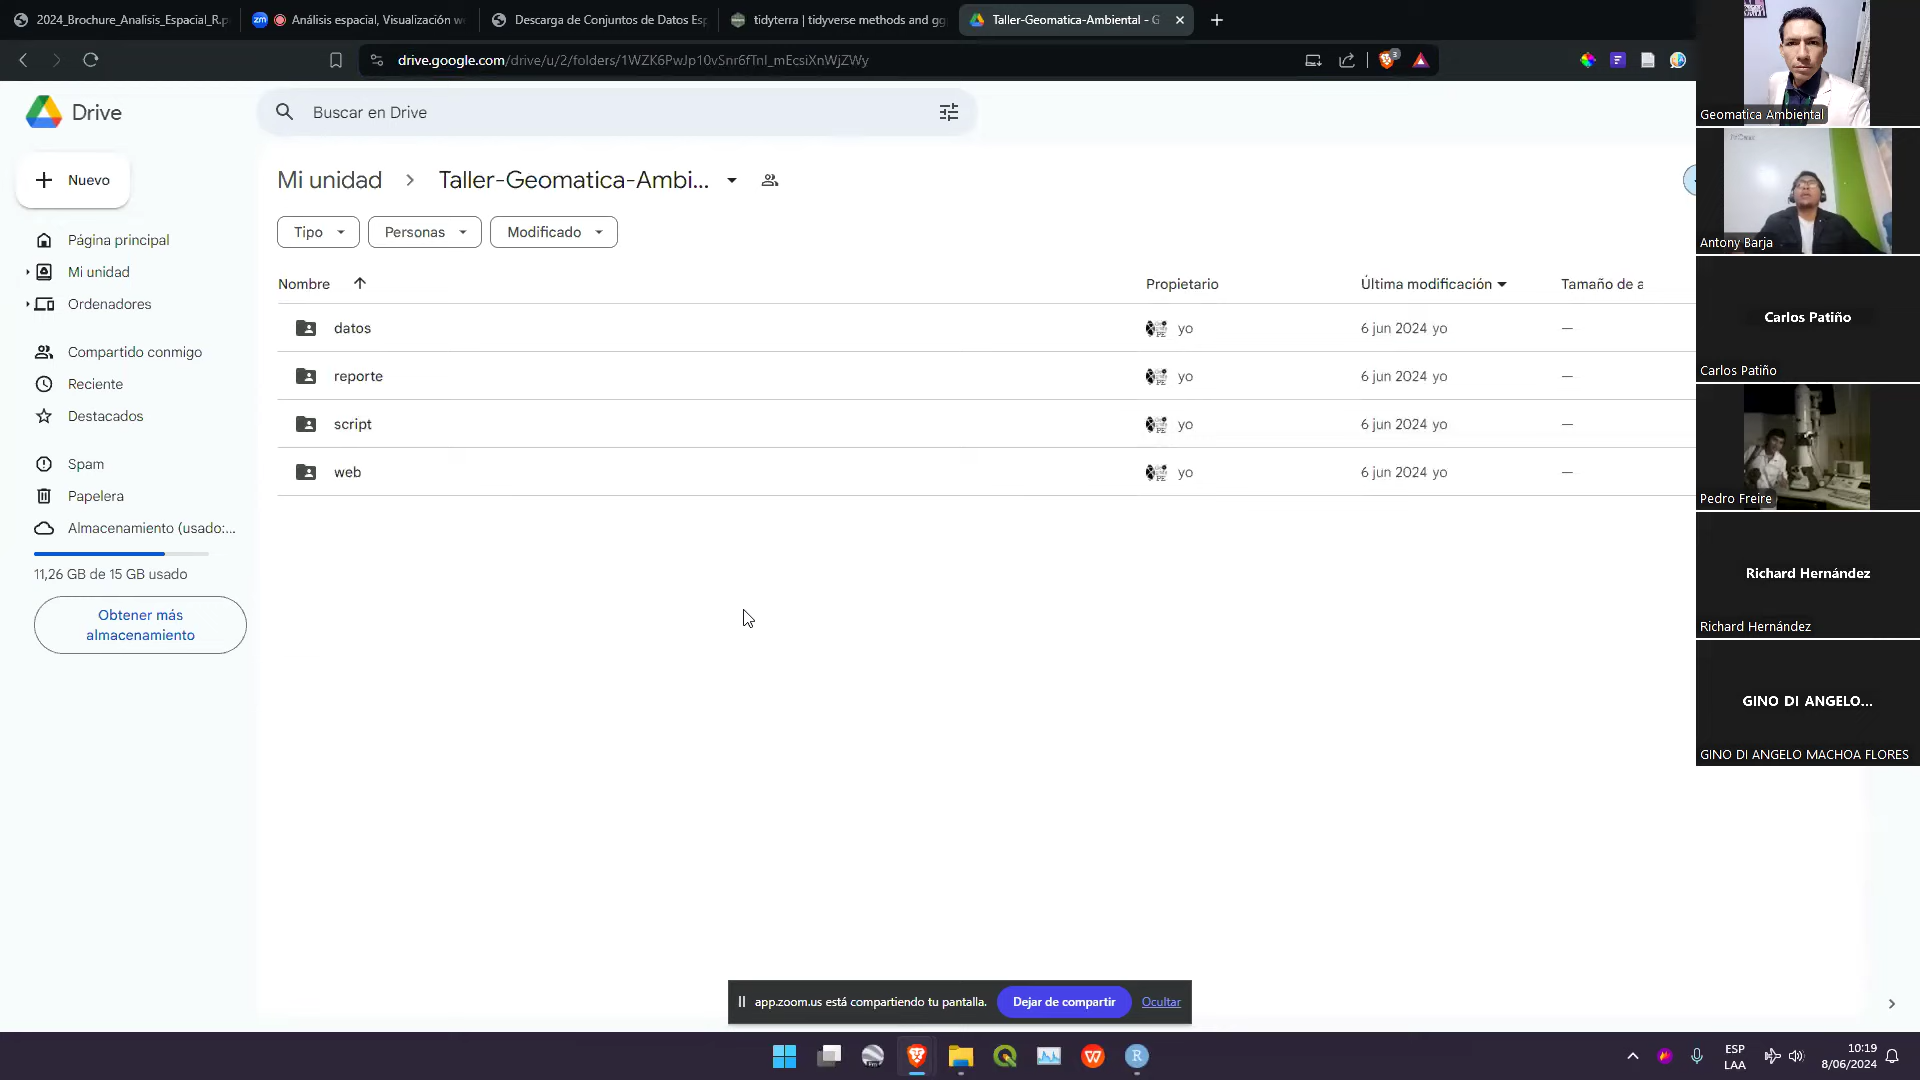 2024_Brochure_Analisis_Espacial_R.p
Análisis espacial, Visualización w
Descarga de Conjuntos de Datos Esp
tidyterra | tidyverse methods and gg
Taller-Geomatica-Ambiental - G
drive.google.com/drive/u/2/folders/1WZK6PwJp10vSnr6fTnI_mEcsiXnWjZWy
Drive
Buscar en Drive
Nuevo
Página principal
Mi unidad
Ordenadores
Compartido conmigo
Reciente
Destacados
Spam
Papelera
Almacenamiento (usado:...
11,26 GB de 15 GB usado
Obtener más
almacenamiento
Mi unidad
Taller-Geomatica-Ambi...
Tipo
Personas
Modificado
Nombre
Propietario
Última modificación
Tamaño de a
datos
yo
6 jun 2024 yo
—
reporte
yo
6 jun 2024 yo
—
script
yo
6 jun 2024 yo
—
web
yo
6 jun 2024 yo
—
Geomatica Ambiental
Antony Barja
Carlos Patiño
Carlos Patiño
Pedro Freire
Richard Hernández
Richard Hernández
GINO DI ANGELO...
GINO DI ANGELO MACHOA FLORES
app.zoom.us está compartiendo tu pantalla.
Dejar de compartir
Ocultar
ESP
LAA
10:19
8/06/2024